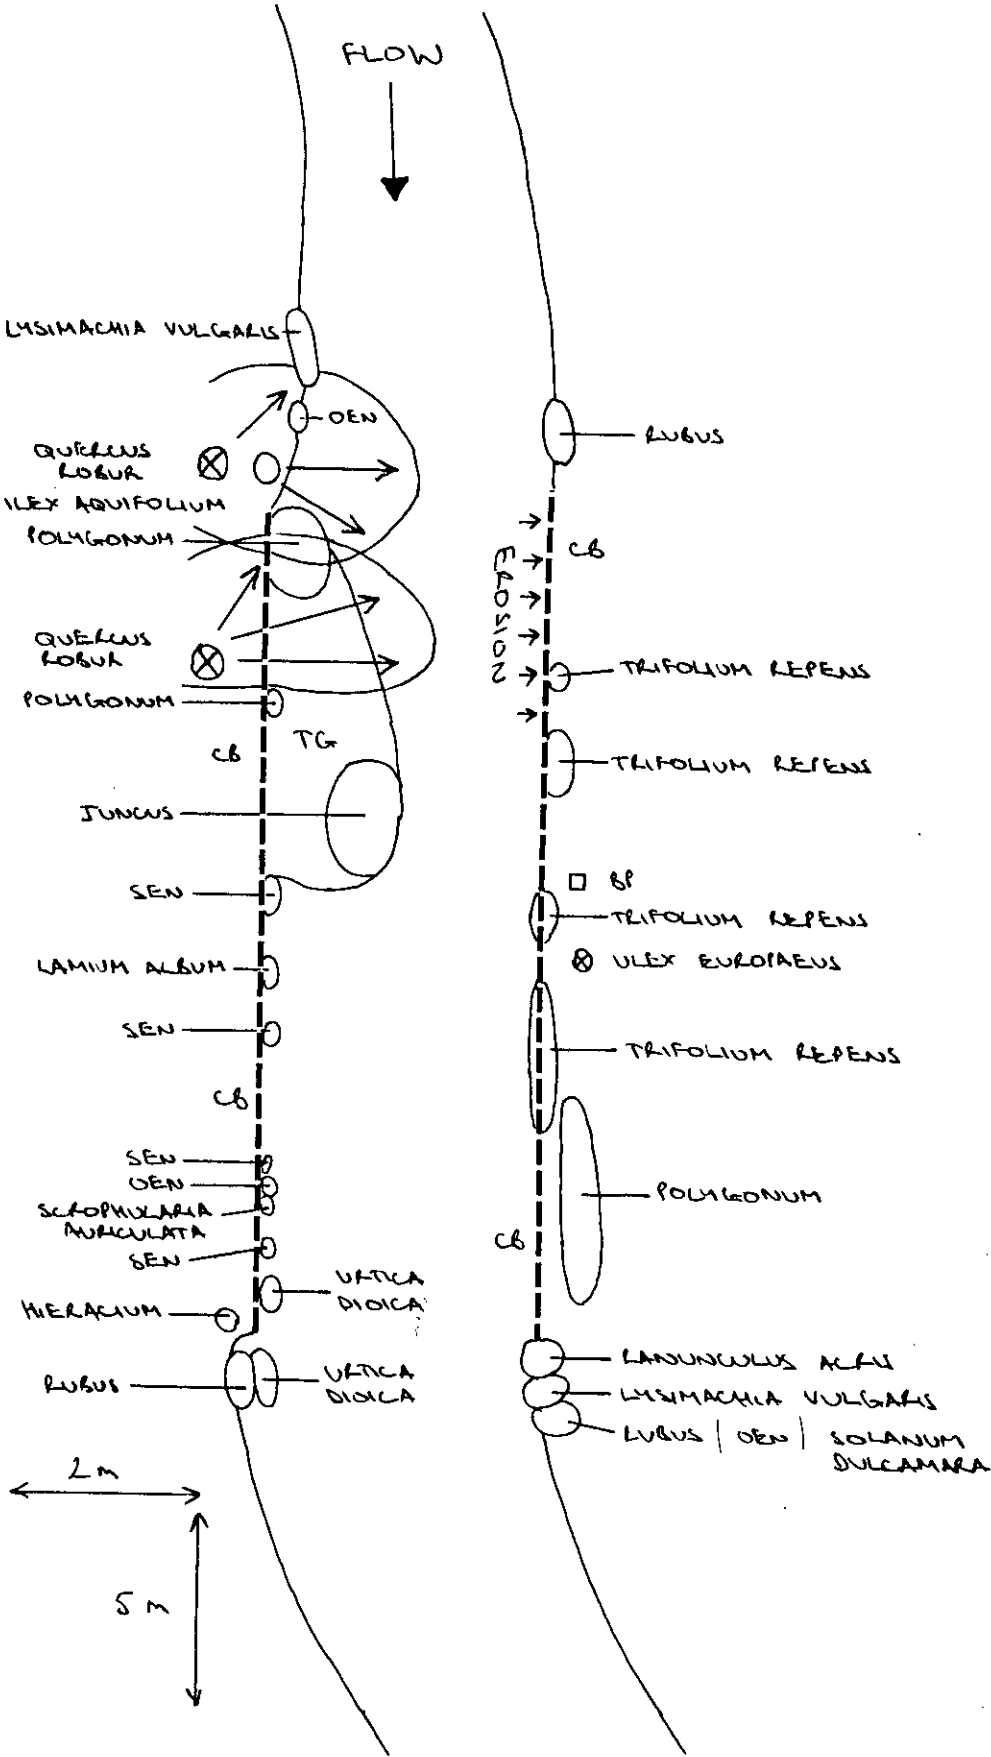 FLOW
LYSIMACHIA VULGARIS
OEN
RUBUS
QUERCUS
ROBUR
ILEX AQUIFOLIUM
POLYGONUM
CB
EROSION
QUERCUS
ROBUR
TRIFOLIUM REPENS
POLYGONUM
TG
CB
TRIFOLIUM REPENS
JUNCUS
BP
SEN
TRIFOLIUM REPENS
LAMIUM ALBUM
ULEX EUROPAEUS
SEN
TRIFOLIUM REPENS
CB
SEN
OEN
POLYGONUM
SCROPHULARIA
AURICULATA
CB
SEN
URTICA
DIOICA
HIERACIUM
RANUNCULUS ACRIS
RUBUS
URTICA
DIOICA
LYSIMACHIA VULGARIS
RUBUS | OEN | SOLANUM
DULCAMARA
2 m
5 m